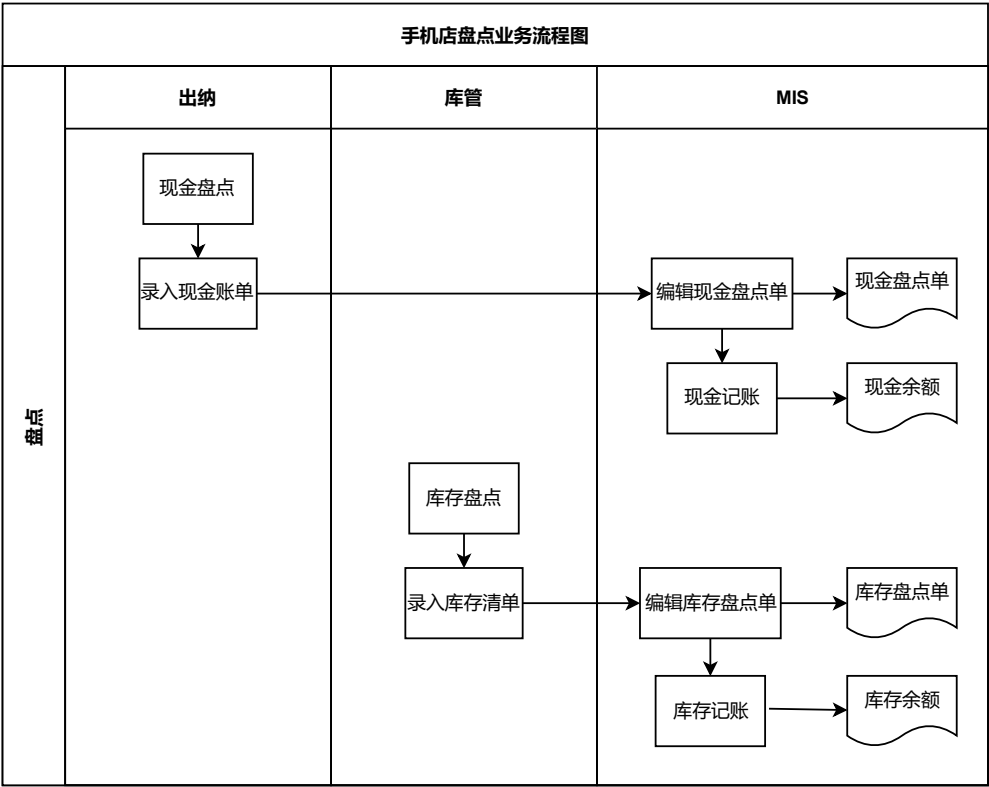 手机店盘点业务流程图
出纳
库管
MIS
盘点
现金盘点
录入现金账单
编辑现金盘点单
现金盘点单
现金记账
现金余额
库存盘点
录入库存清单
编辑库存盘点单
库存盘点单
库存记账
库存余额